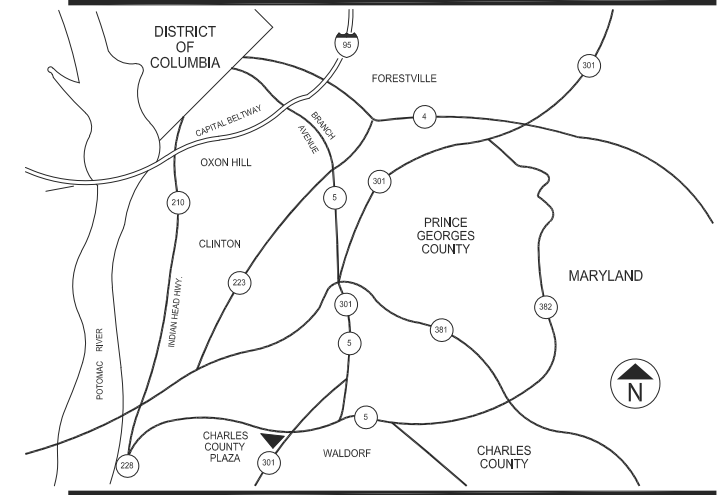 DISTRICT
OF
COLUMBIA
95
301
FORESTVILLE
4
CAPITAL BELTWAY
BRANCH
AVENUE
OXON HILL
301
5
210
PRINCE
GEORGES
COUNTY
CLINTON
MARYLAND
223
301
382
INDIAN HEAD HWY.
381
5
POTOMAC RIVER
N
5
CHARLES
COUNTY
PLAZA
WALDORF
CHARLES
COUNTY
228
301